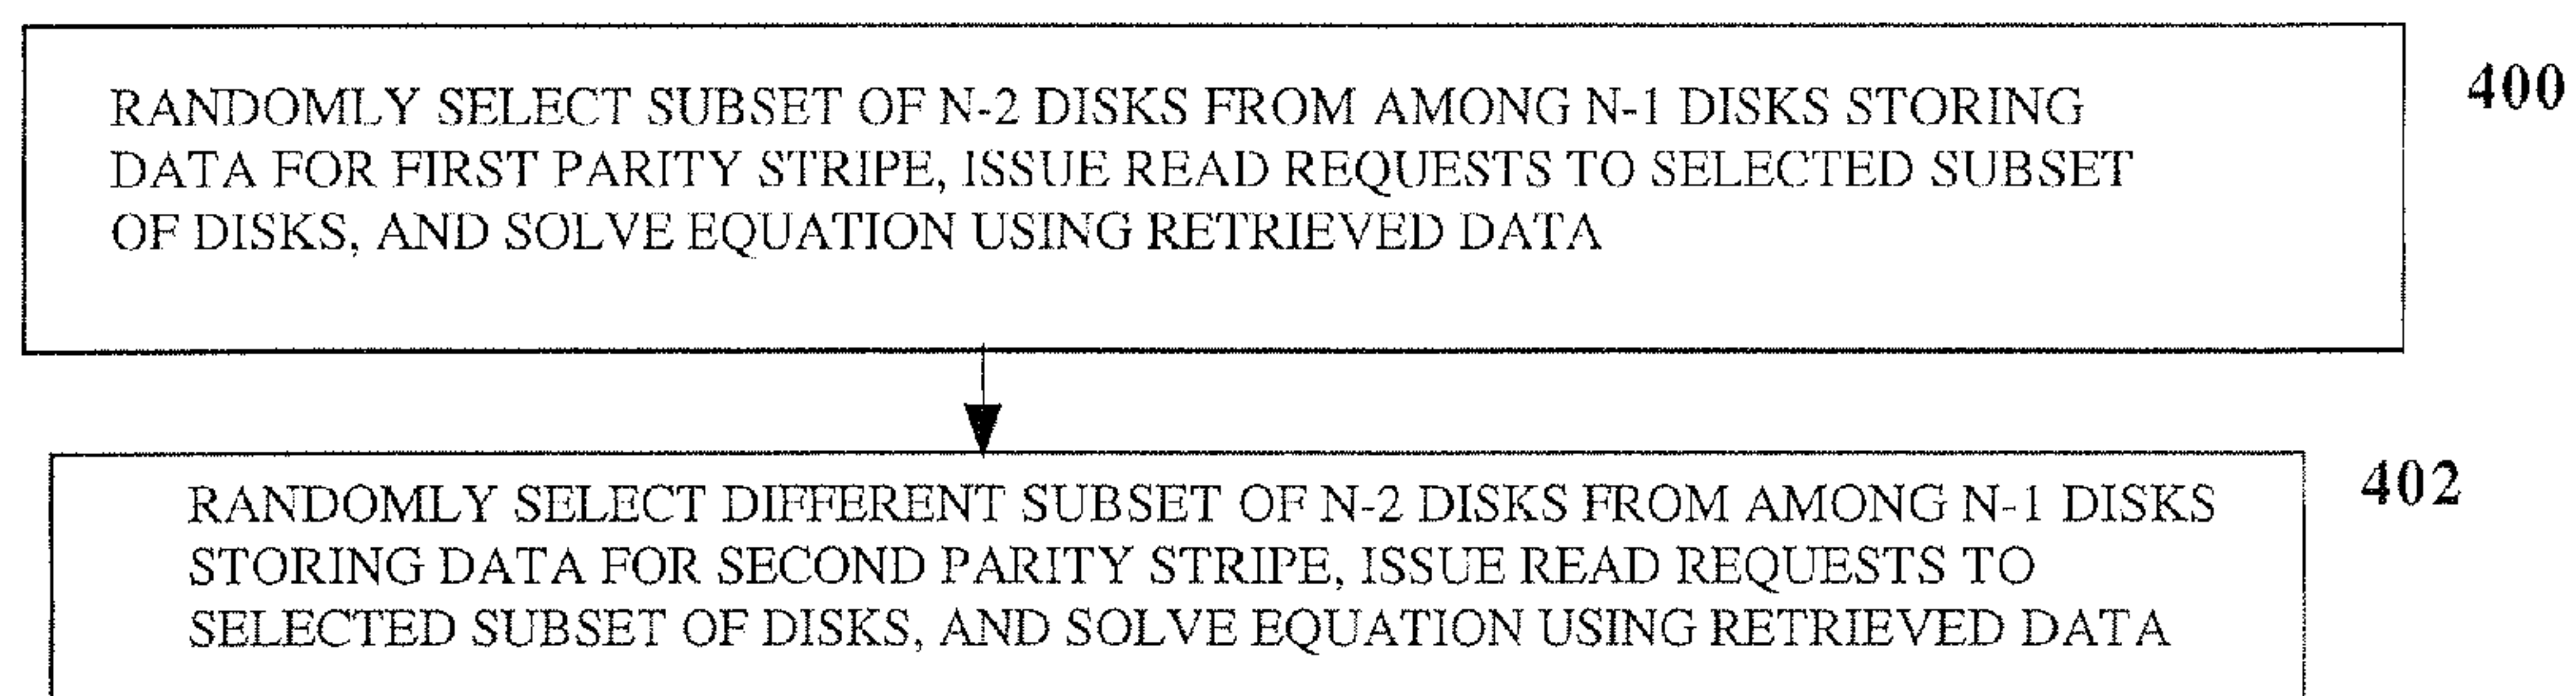 RANDOMLY SELECT SUBSET OF N-2 DISKS FROM AMONG N-1 DISKS STORING
400
DATA FOR FIRST PARITY STRIPE, ISSUE READ REQUESTS TO SELECTED SUBSET
OF DISKS, AND SOLVE EQUATION USING RETRIEVED DATA
RANDOMLY SELECT DIFFERENT SUBSET OF N-2 DISKS FROM AMONG N-1 DISKS
402
STORING DATA FOR SECOND PARITY STRIPE, ISSUE READ REQUESTS TO
SELECTED SUBSET OF DISKS, AND SOLVE EQUATION USING RETRIEVED DATA